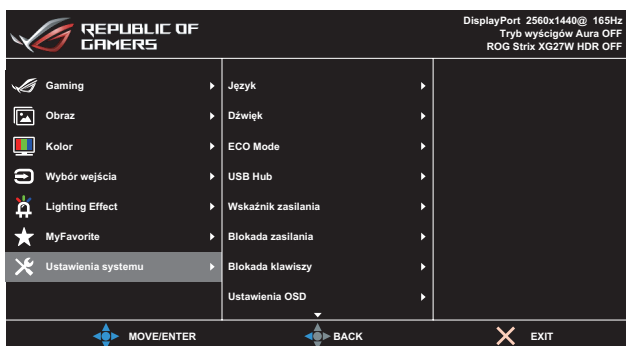 REPUBLIC OF
GAMERS
DisplayPort 2560x1440@ 165Hz
Tryb wyścigów Aura OFF
ROG Strix XG27W HDR OFF
Gaming
Obraz
Kolor
Wybór wejścia
Lighting Effect
MyFavorite
Ustawienia systemu
Język
Dźwięk
ECO Mode
USB Hub
Wskaźnik zasilania
Blokada zasilania
Blokada klawiszy
Ustawienia OSD
MOVE/ENTER
BACK
EXIT